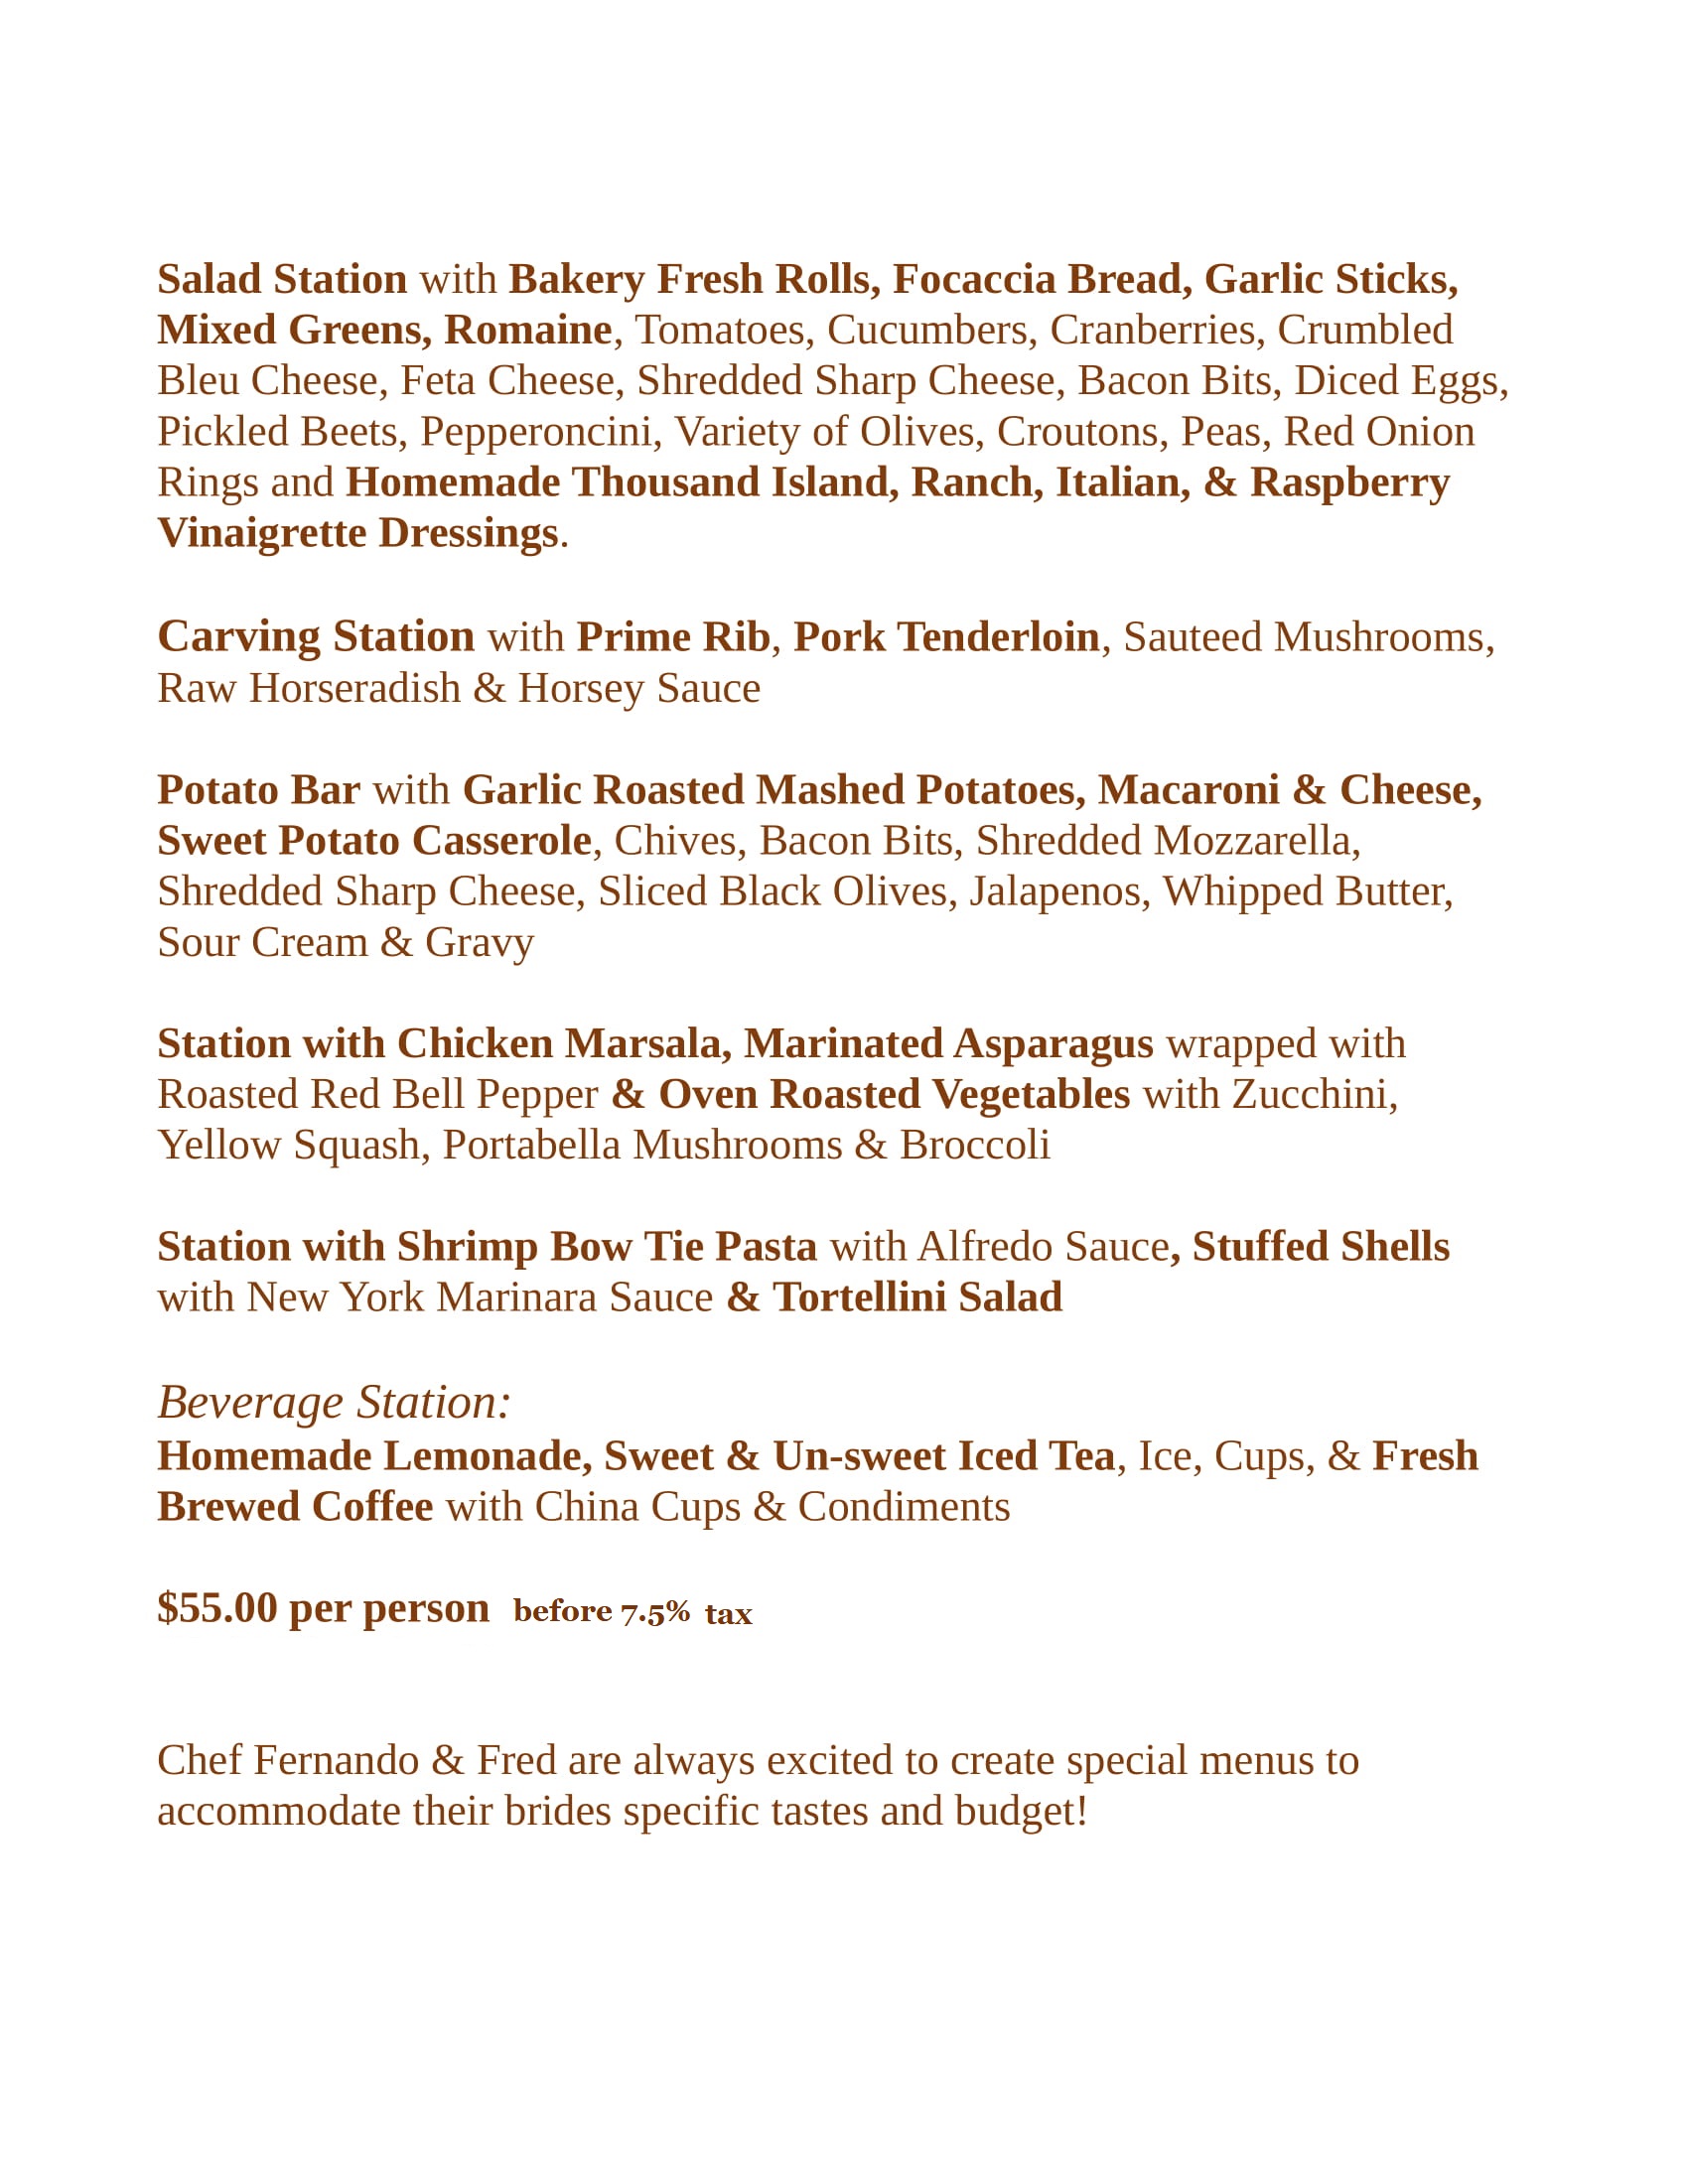 Salad Station with Bakery Fresh Rolls, Focaccia Bread, Garlic Sticks,
Mixed Greens, Romaine, Tomatoes, Cucumbers, Cranberries, Crumbled
Bleu Cheese, Feta Cheese, Shredded Sharp Cheese, Bacon Bits, Diced Eggs,
Pickled Beets, Pepperoncini, Variety of Olives, Croutons, Peas, Red Onion
Rings and Homemade Thousand Island, Ranch, Italian, & Raspberry
Vinaigrette Dressings.
Carving Station with Prime Rib, Pork Tenderloin, Sauteed Mushrooms,
Raw Horseradish & Horsey Sauce
Potato Bar with Garlic Roasted Mashed Potatoes, Macaroni & Cheese,
Sweet Potato Casserole, Chives, Bacon Bits, Shredded Mozzarella,
Shredded Sharp Cheese, Sliced Black Olives, Jalapenos, Whipped Butter,
Sour Cream & Gravy
Station with Chicken Marsala, Marinated Asparagus wrapped with
Roasted Red Bell Pepper & Oven Roasted Vegetables with Zucchini,
Yellow Squash, Portabella Mushrooms & Broccoli
Station with Shrimp Bow Tie Pasta with Alfredo Sauce, Stuffed Shells
with New York Marinara Sauce & Tortellini Salad
Beverage Station:
Homemade Lemonade, Sweet & Un-sweet Iced Tea, Ice, Cups, & Fresh
Brewed Coffee with China Cups & Condiments
$55.00 per person before 7.5% tax
Chef Fernando & Fred are always excited to create special menus to
accommodate their brides specific tastes and budget!